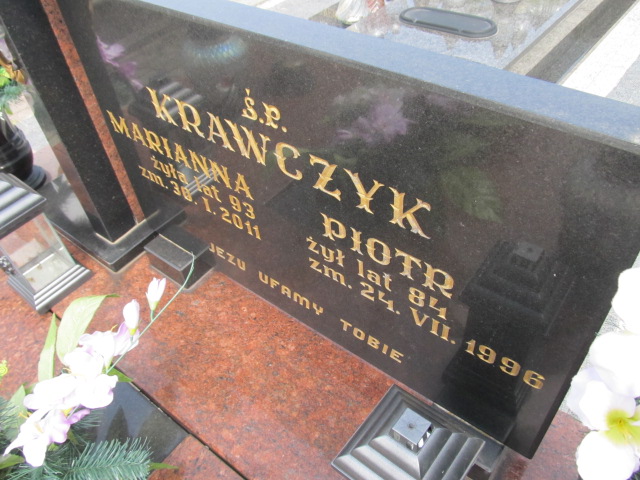 ś.p.
KRAWCZYK
MARIANNA
żyła lat 93
zm. 30. I. 2011
PIOTR
żył lat 84
zm. 24. VII. 1996
JEZU UFAMY TOBIE